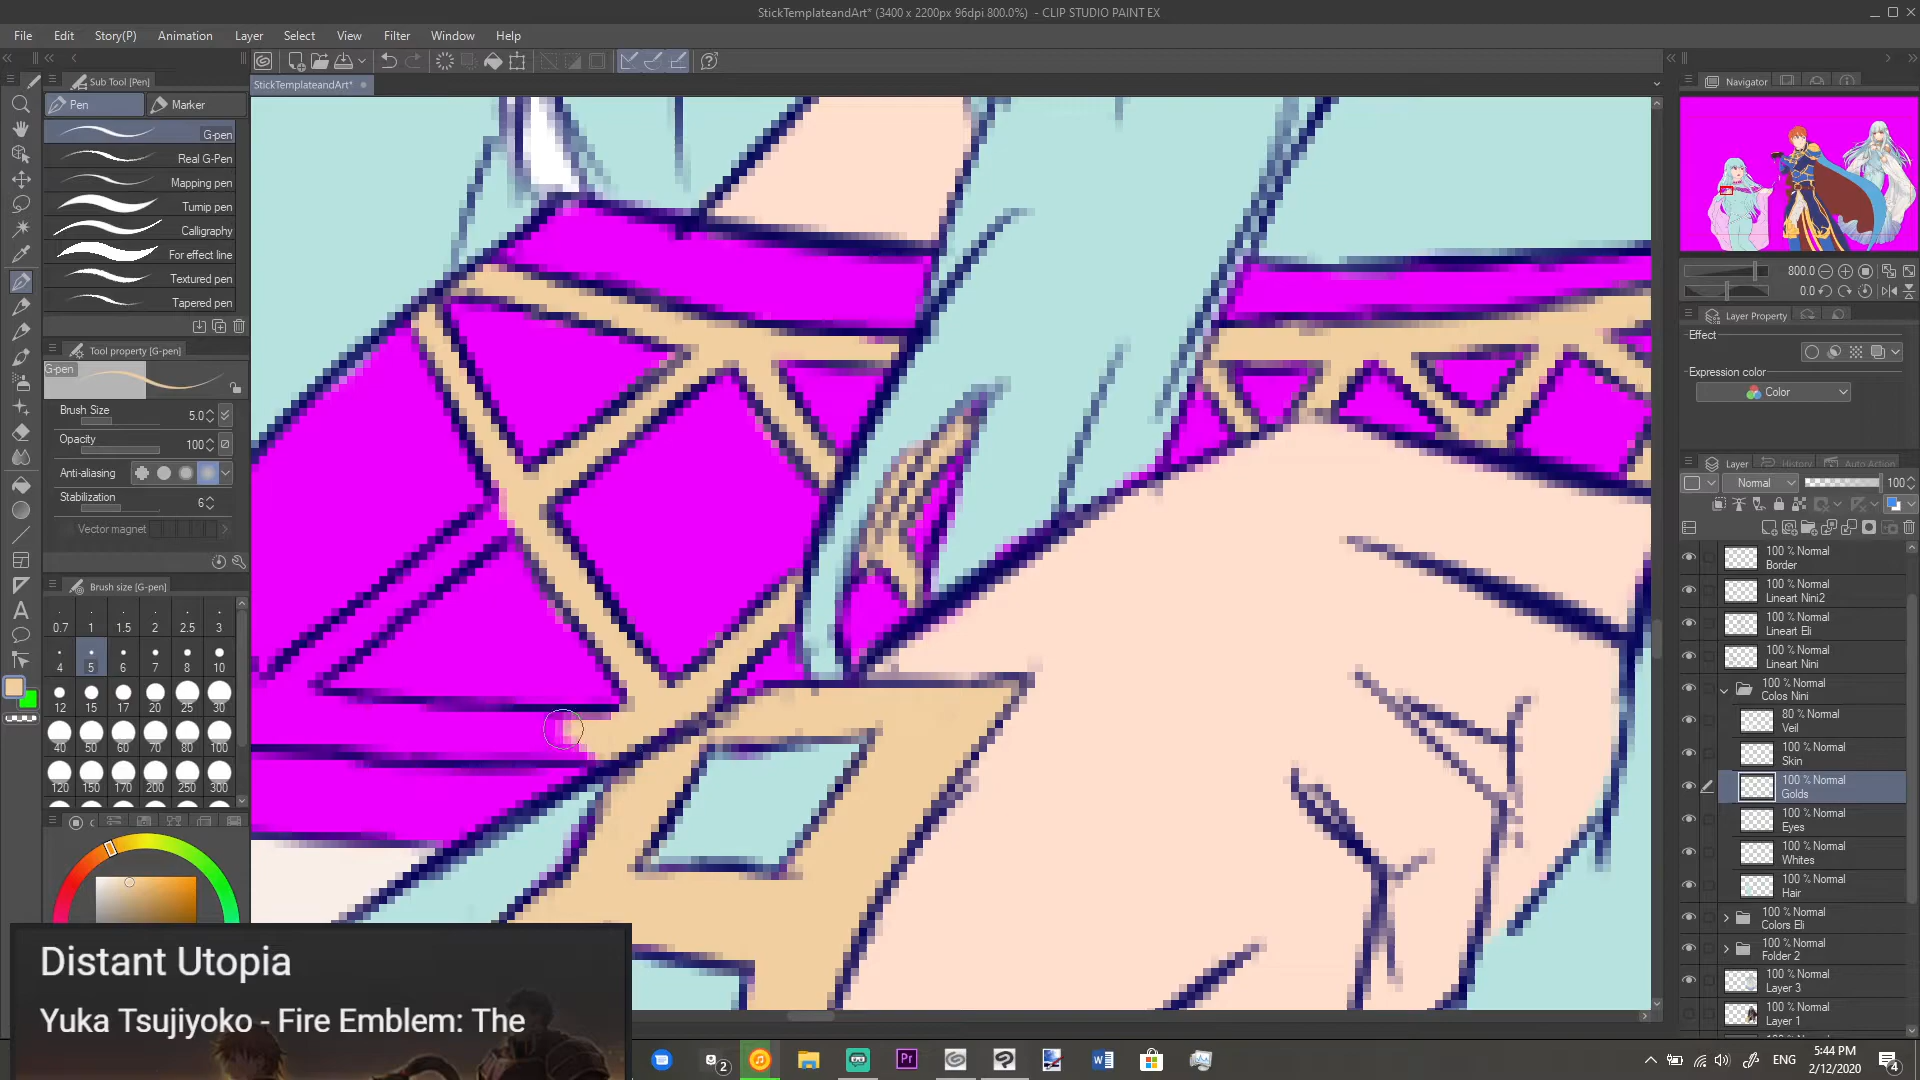 StickTemplateandArt* (3400 x 2200px 96dpi 800.0%) - CLIP STUDIO PAINT EX
File Edit Story(P) Animation Layer Select View Filter Window Help
Sub Tool [Pen]
StickTemplateandArt*
Navigator
Pen Marker
G-pen
Real G-Pen
Mapping pen
Turnip pen
Calligraphy
For effect line
Textured pen
Tapered pen
Tool property [G-pen]
G-pen
Brush Size 5.0
Opacity 100
Anti-aliasing
Stabilization 6
Vector magnet
Brush size [G-pen]
0.7 1 1.5 2 2.5 3
4 5 6 7 8 10
12 15 17 20 25 30
40 50 60 70 80 100
120 150 170 200 250 300
800.0
0.0
Layer Property
Effect
Expression color
Color
Layer History Auto Action
Normal 100
100 % Normal
Border
100 % Normal
Lineart Nini2
100 % Normal
Lineart Eli
100 % Normal
Lineart Nini
100 % Normal
Colos Nini
80 % Normal
Veil
100 % Normal
Skin
100 % Normal
Golds
100 % Normal
Eyes
100 % Normal
Whites
100 % Normal
Hair
100 % Normal
Colors Eli
100 % Normal
Folder 2
100 % Normal
Layer 3
100 % Normal
Layer 1
Distant Utopia
Yuka Tsujiyoko - Fire Emblem: The
2
Pr
ENG
5:44 PM
2/12/2020
4